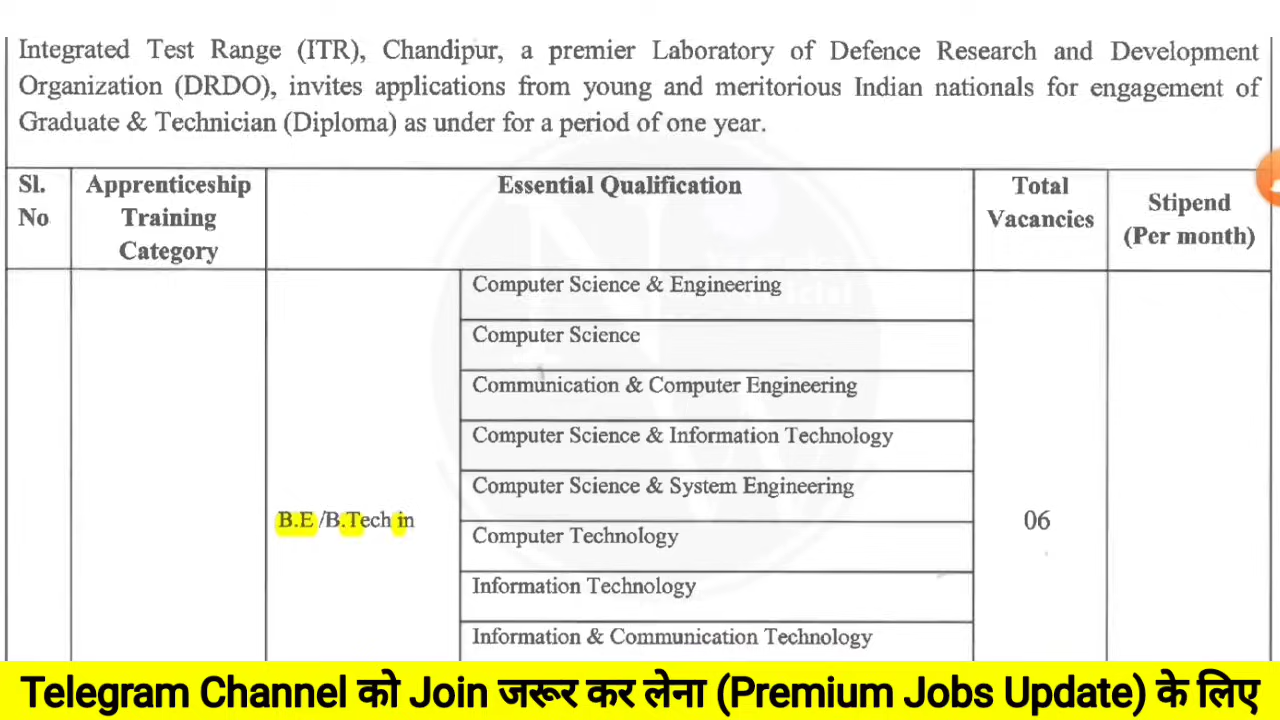 Integrated Test Range (ITR), Chandipur, a premier Laboratory of Defence Research and Development
Organization (DRDO), invites applications from young and meritorious Indian nationals for engagement of
Graduate & Technician (Diploma) as under for a period of one year.
Sl. No
Apprenticeship Training Category
Essential Qualification
Total Vacancies
Stipend (Per month)
Computer Science & Engineering
Computer Science
Communication & Computer Engineering
Computer Science & Information Technology
Computer Science & System Engineering
B.E /B.Tech in
06
Computer Technology
Information Technology
Information & Communication Technology
Telegram Channel को Join जरूर कर लेना (Premium Jobs Update) के लिए